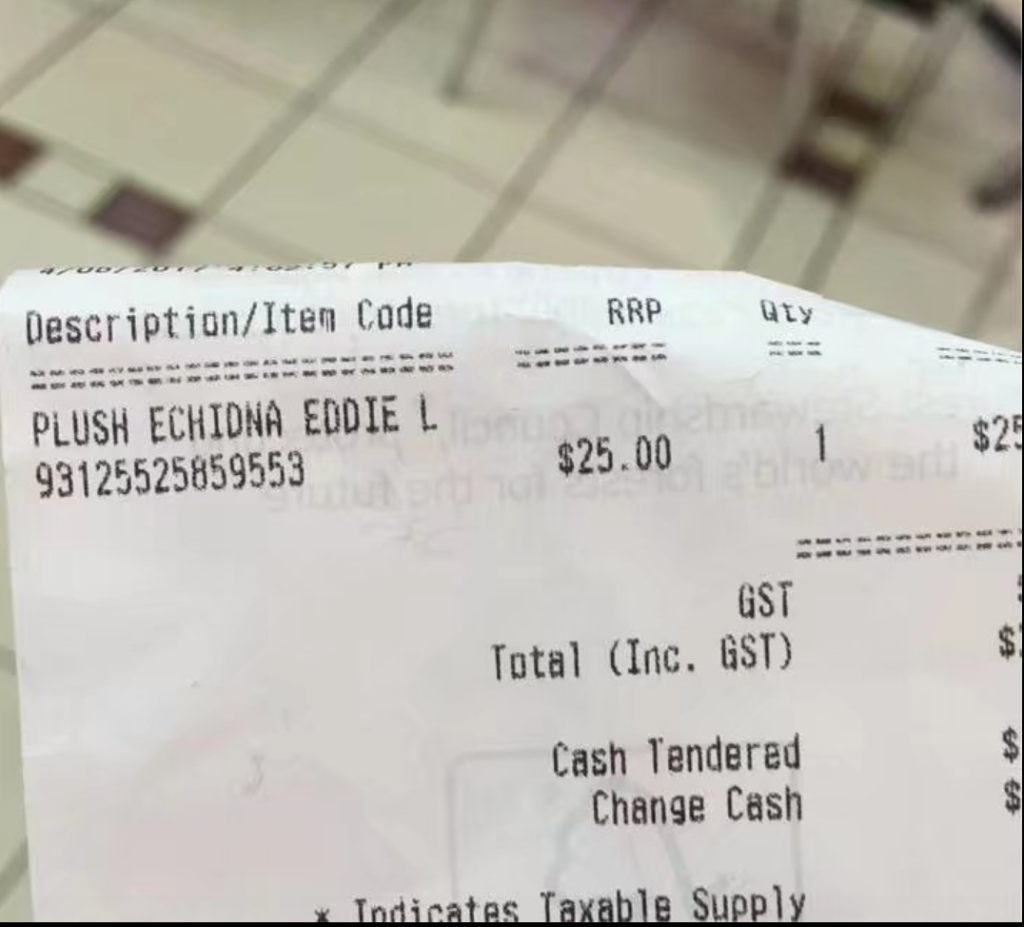 Description/Item Code RRP Qty
PLUSH ECHIDNA EDDIE L
93125525859553 $25.00 1 $25
GST
Total (Inc. GST) $
Cash Tendered $
Change Cash $
* Indicates Taxable Supply